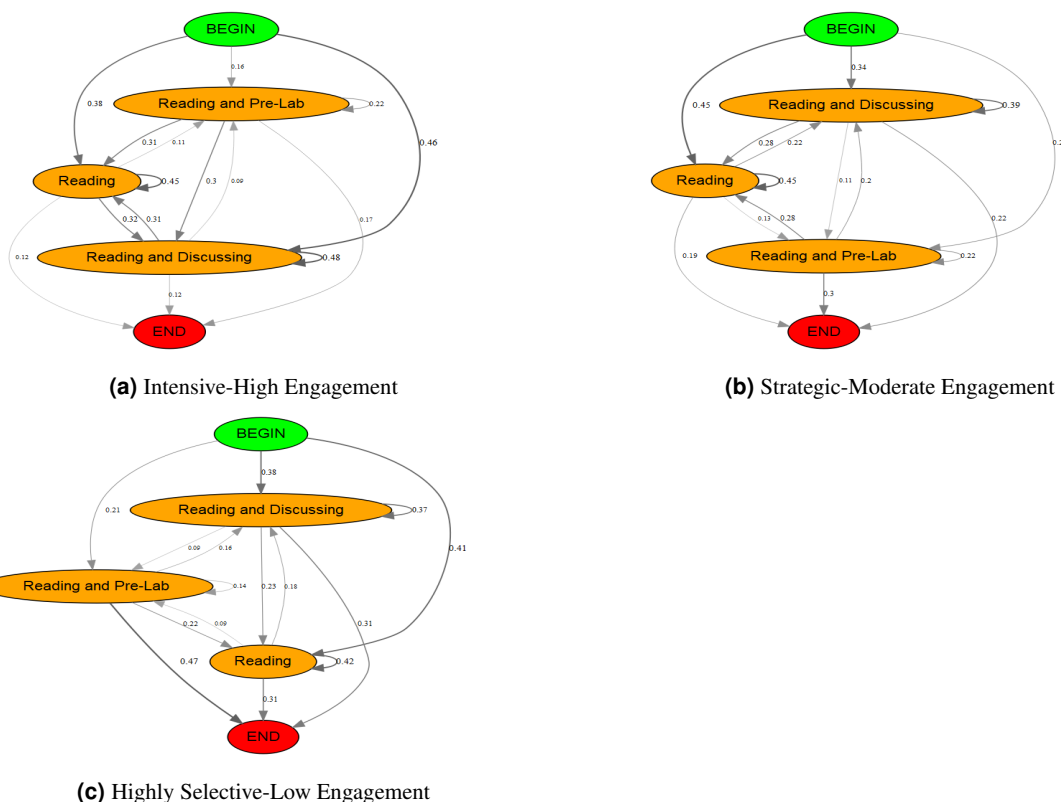 BEGIN
0.16
Reading and Pre-Lab
0.22
0.38
0.31
0.11
0.46
Reading
0.45
0.3
0.09
0.32
0.31
0.17
Reading and Discussing
0.48
0.12
0.12
END
(a) Intensive-High Engagement
BEGIN
0.34
Reading and Discussing
0.39
0.45
0.28
0.22
Reading
0.45
0.11
0.2
0.13
0.28
0.22
Reading and Pre-Lab
0.22
0.19
0.3
END
(b) Strategic-Moderate Engagement
BEGIN
0.38
Reading and Discussing
0.37
0.21
0.09
0.16
0.41
Reading and Pre-Lab
0.14
0.23
0.18
0.22
0.09
0.31
Reading
0.42
0.47
0.31
END
(c) Highly Selective-Low Engagement